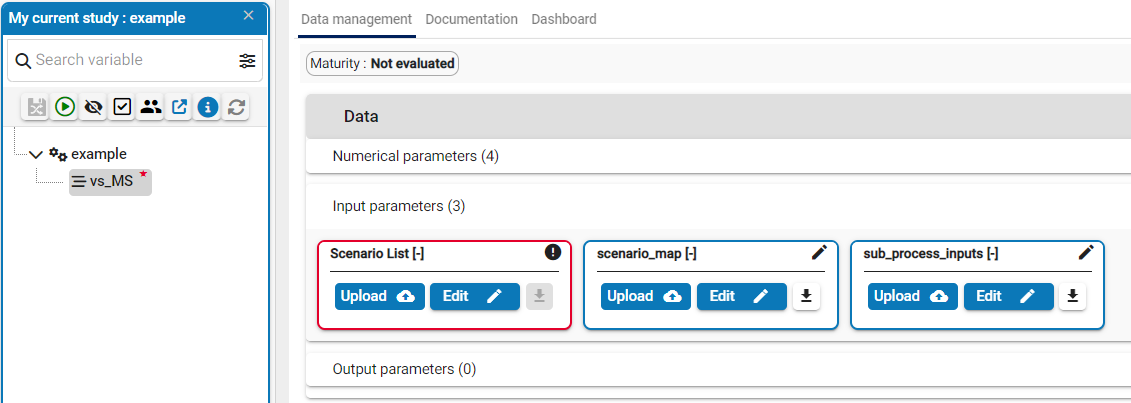 My current study : example
Search variable
example
vs_MS
Data management Documentation Dashboard
Maturity : Not evaluated
Data
Numerical parameters (4)
Input parameters (3)
Scenario List [-] scenario_map [-] sub_process_inputs [-]
Upload Edit Upload Edit Upload Edit
Output parameters (0)